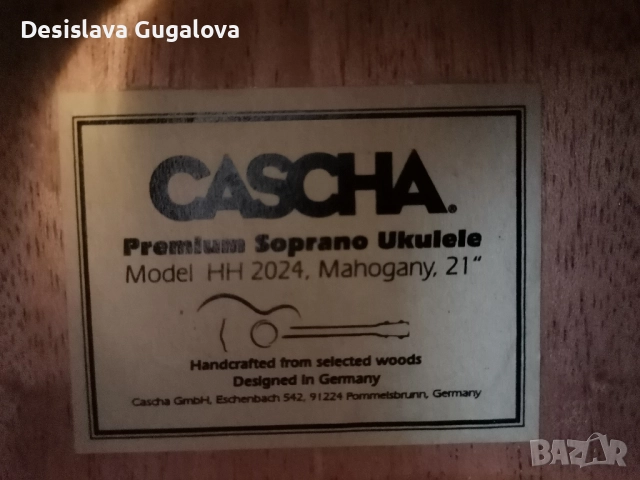 Desislava Gugalova
CASCHA.
Premium Soprano Ukulele
Model HH 2024, Mahogany, 21"
Handcrafted from selected woods
Designed in Germany
Cascha GmbH, Eschenbach 542, 91224 Pommelsbrunn, Germany
BAZAR